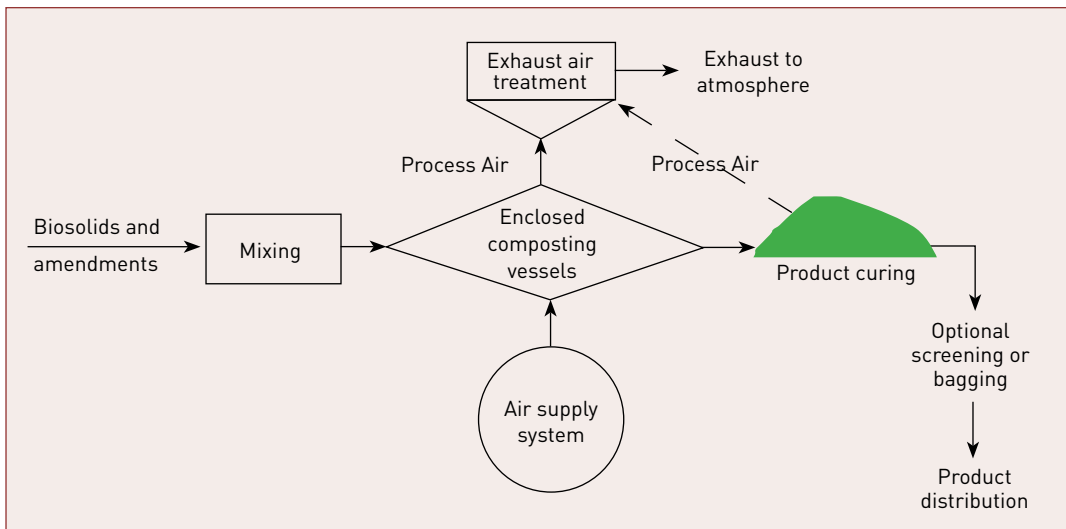 Exhaust air
treatment
Exhaust to
atmosphere
Process Air
Process Air
Biosolids and
amendments
Mixing
Enclosed
composting
vessels
Product curing
Air supply
system
Optional
screening or
bagging
Product
distribution